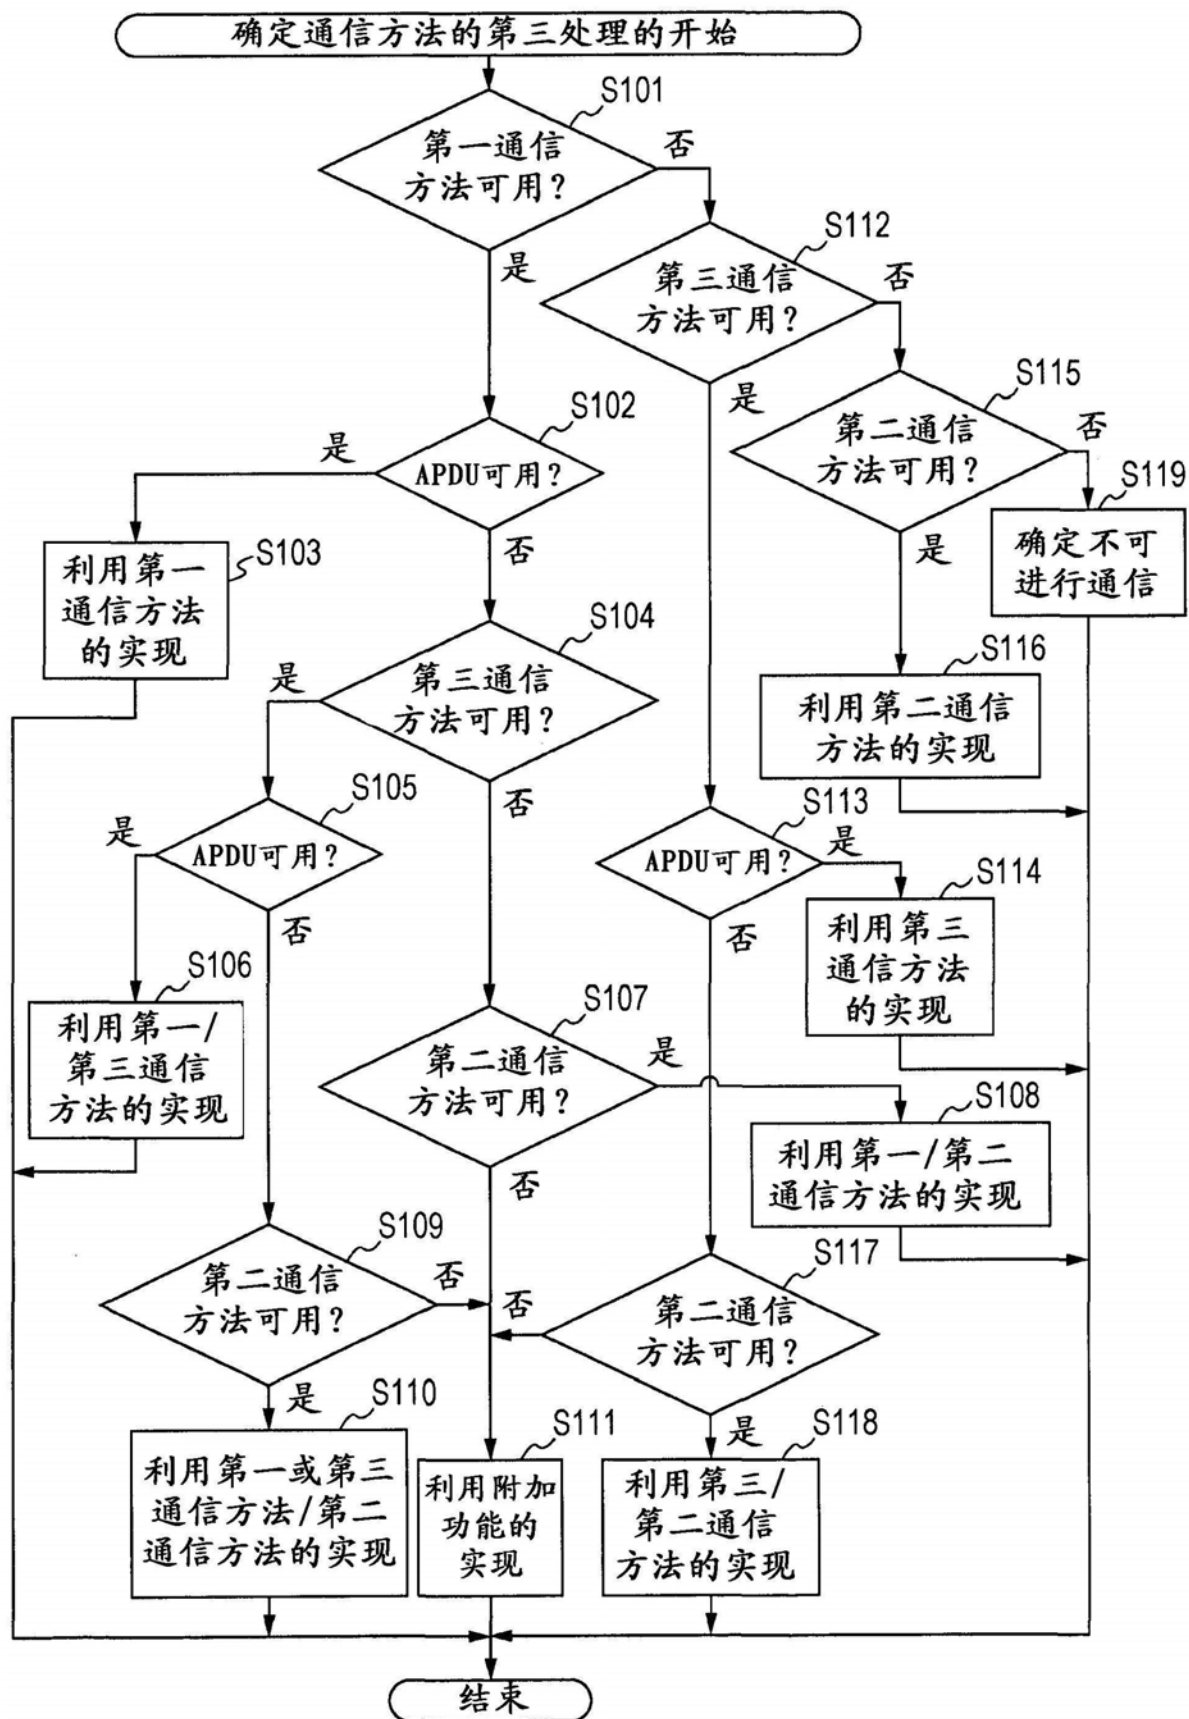 确定通信方法的第三处理的开始
S101
第一通信
方法可用?
否
是
S112
第三通信
方法可用?
否
是
S102
APDU可用?
是
否
S115
第二通信
方法可用?
否
是
S119
确定不可
进行通信
S103
利用第一
通信方法
的实现
S104
第三通信
方法可用?
是
否
S116
利用第二通信
方法的实现
S105
APDU可用?
是
否
S113
APDU可用?
是
否
S114
利用第三
通信方法
的实现
S106
利用第一/
第三通信
方法的实现
S107
第二通信
方法可用?
是
否
S108
利用第一/第二
通信方法的实现
S109
第二通信
方法可用?
否
是
S117
第二通信
方法可用?
否
是
S110
利用第一或第三
通信方法/第二
通信方法的实现
S111
利用附加
功能的
实现
S118
利用第三/
第二通信
方法的实现
结束